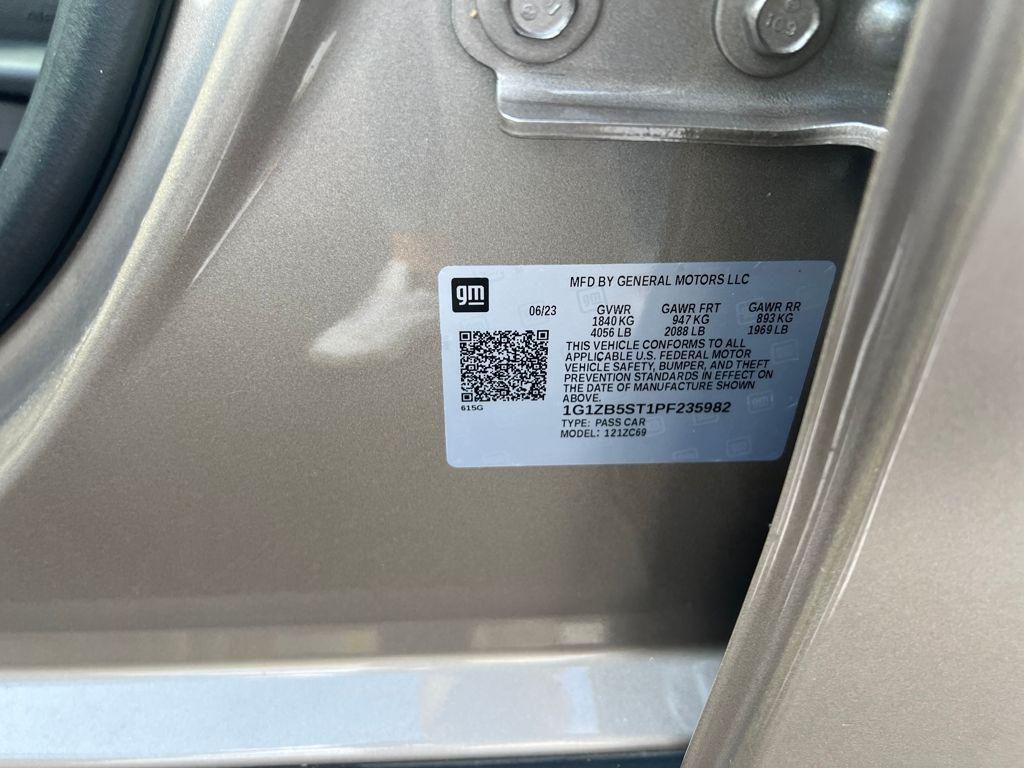 109
gm
MFD BY GENERAL MOTORS LLC
06/23 GVWR GAWR FRT GAWR RR
1840 KG 947 KG 893 KG
4056 LB 2088 LB 1969 LB
THIS VEHICLE CONFORMS TO ALL
APPLICABLE U.S. FEDERAL MOTOR
VEHICLE SAFETY, BUMPER, AND THEFT
PREVENTION STANDARDS IN EFFECT ON
THE DATE OF MANUFACTURE SHOWN
ABOVE.
615G
1G1ZB5ST1PF235982
TYPE: PASS CAR
MODEL: 121ZC69